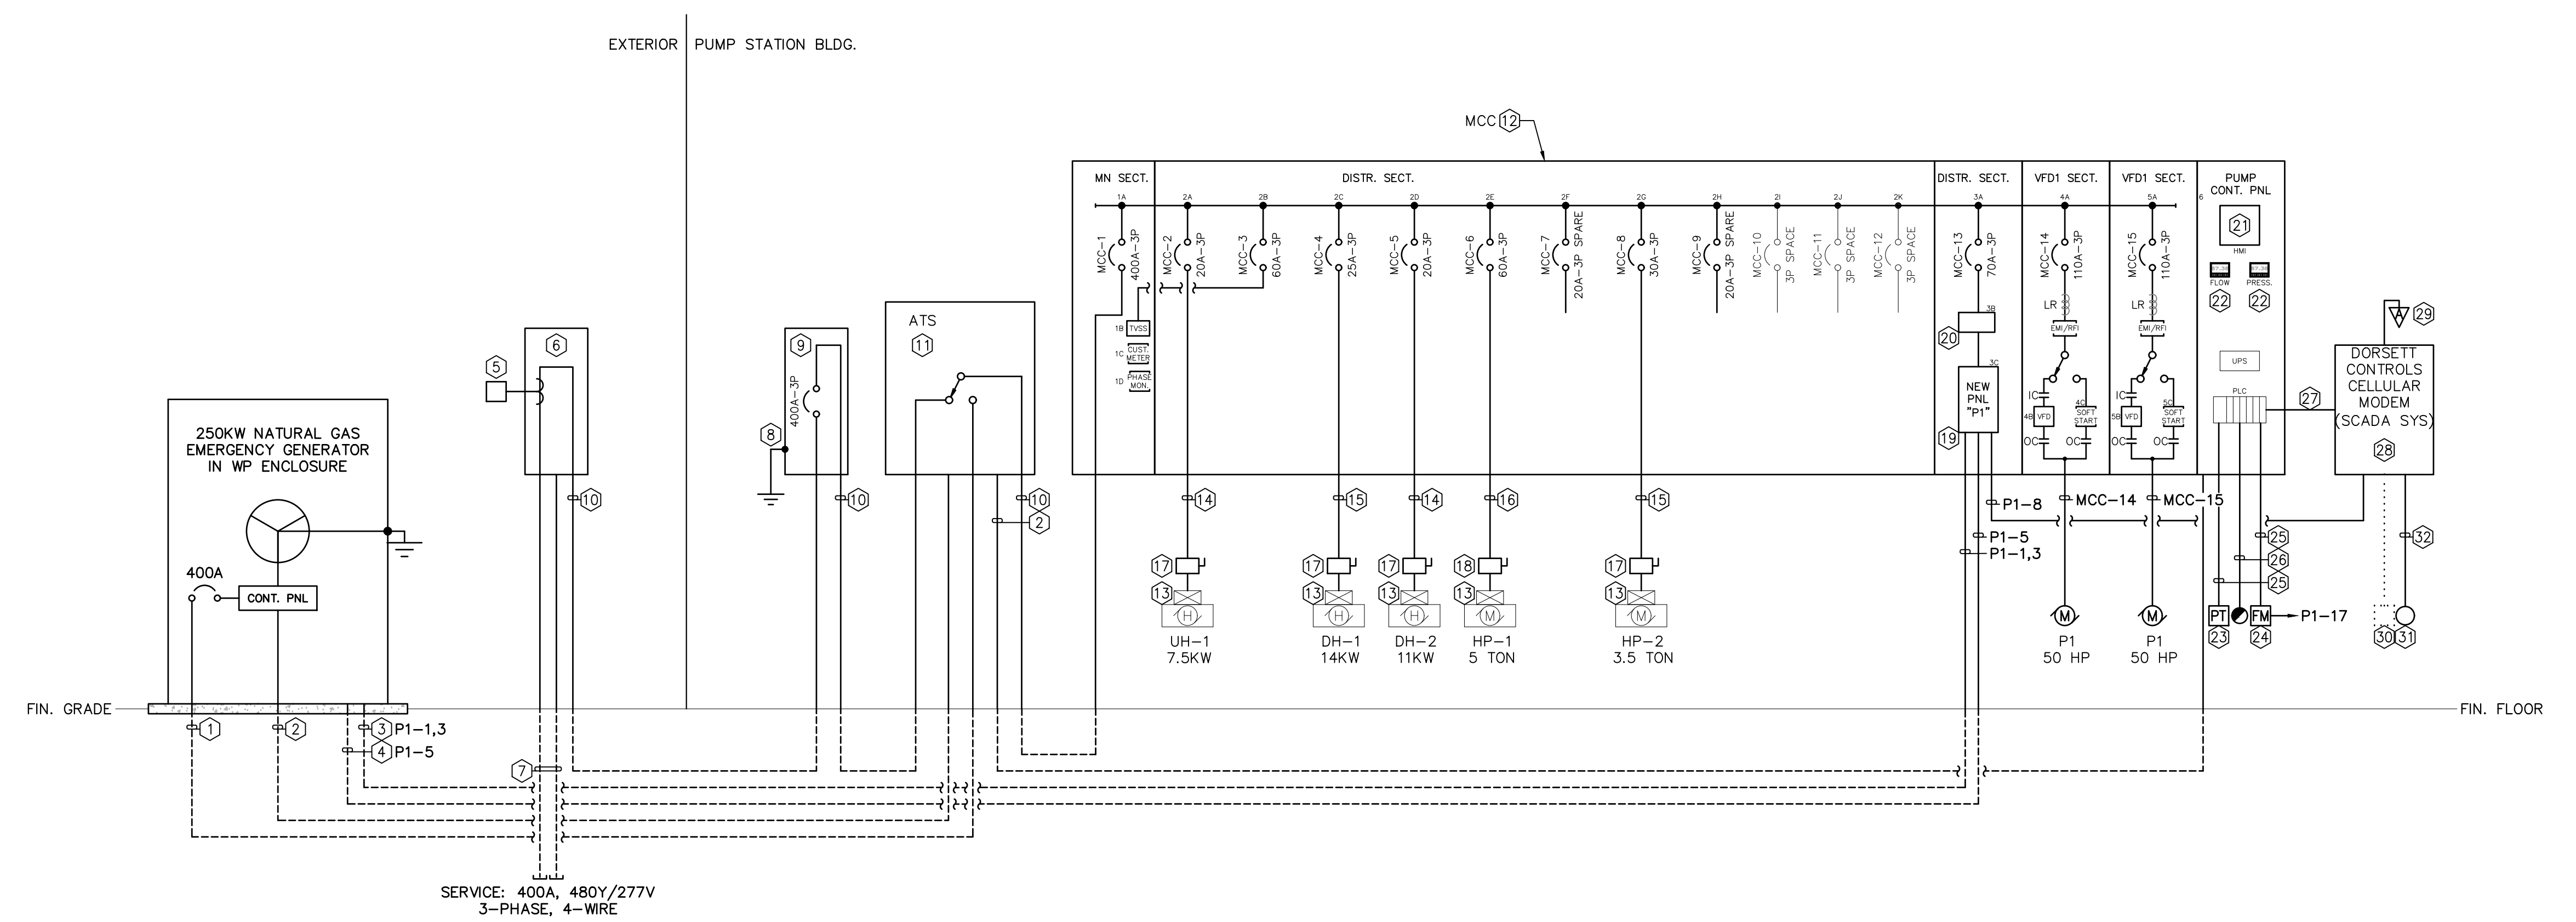 EXTERIOR
PUMP STATION BLDG.
MCC 12
MN SECT.
DISTR. SECT.
DISTR. SECT.
VFD1 SECT.
VFD1 SECT.
PUMP
CONT. PNL
1A
2A
2B
2C
2D
2E
2F
2G
2H
2I
2J
2K
3A
4A
5A
6
MCC-1
400A-3P
MCC-2
20A-3P
MCC-3
60A-3P
MCC-4
25A-3P
MCC-5
20A-3P
MCC-6
60A-3P
MCC-7
20A-3P SPARE
MCC-8
30A-3P
MCC-9
20A-3P SPARE
MCC-10
3P SPACE
MCC-11
3P SPACE
MCC-12
3P SPACE
MCC-13
70A-3P
MCC-14
110A-3P
MCC-15
110A-3P
21
HMI
FLOW
PRESS.
22
22
1B
TVSS
1C
CUST.
METER
1D
PHASE
MON.
3B
20
3C
NEW
PNL
"P1"
19
LR
EMI/RFI
IC
4B
VFD
4C
SOFT
START
OC
OC
LR
EMI/RFI
IC
5B
VFD
5C
SOFT
START
OC
OC
UPS
PLC
27
29
A
DORSETT
CONTROLS
CELLULAR
MODEM
(SCADA SYS)
28
5
6
8
9
400A-3P
ATS
11
250KW NATURAL GAS
EMERGENCY GENERATOR
IN WP ENCLOSURE
400A
CONT. PNL
10
10
10
2
14
15
14
16
15
P1-8
MCC-14
MCC-15
P1-5
P1-1,3
25
26
25
32
17
17
17
18
17
13
13
13
13
13
H
H
H
M
M
M
M
PT
FM
P1-17
23
24
30
31
UH-1
7.5KW
DH-1
14KW
DH-2
11KW
HP-1
5 TON
HP-2
3.5 TON
P1
50 HP
P1
50 HP
FIN. GRADE
FIN. FLOOR
1
2
3
P1-1,3
4
P1-5
7
SERVICE: 400A, 480Y/277V
3-PHASE, 4-WIRE